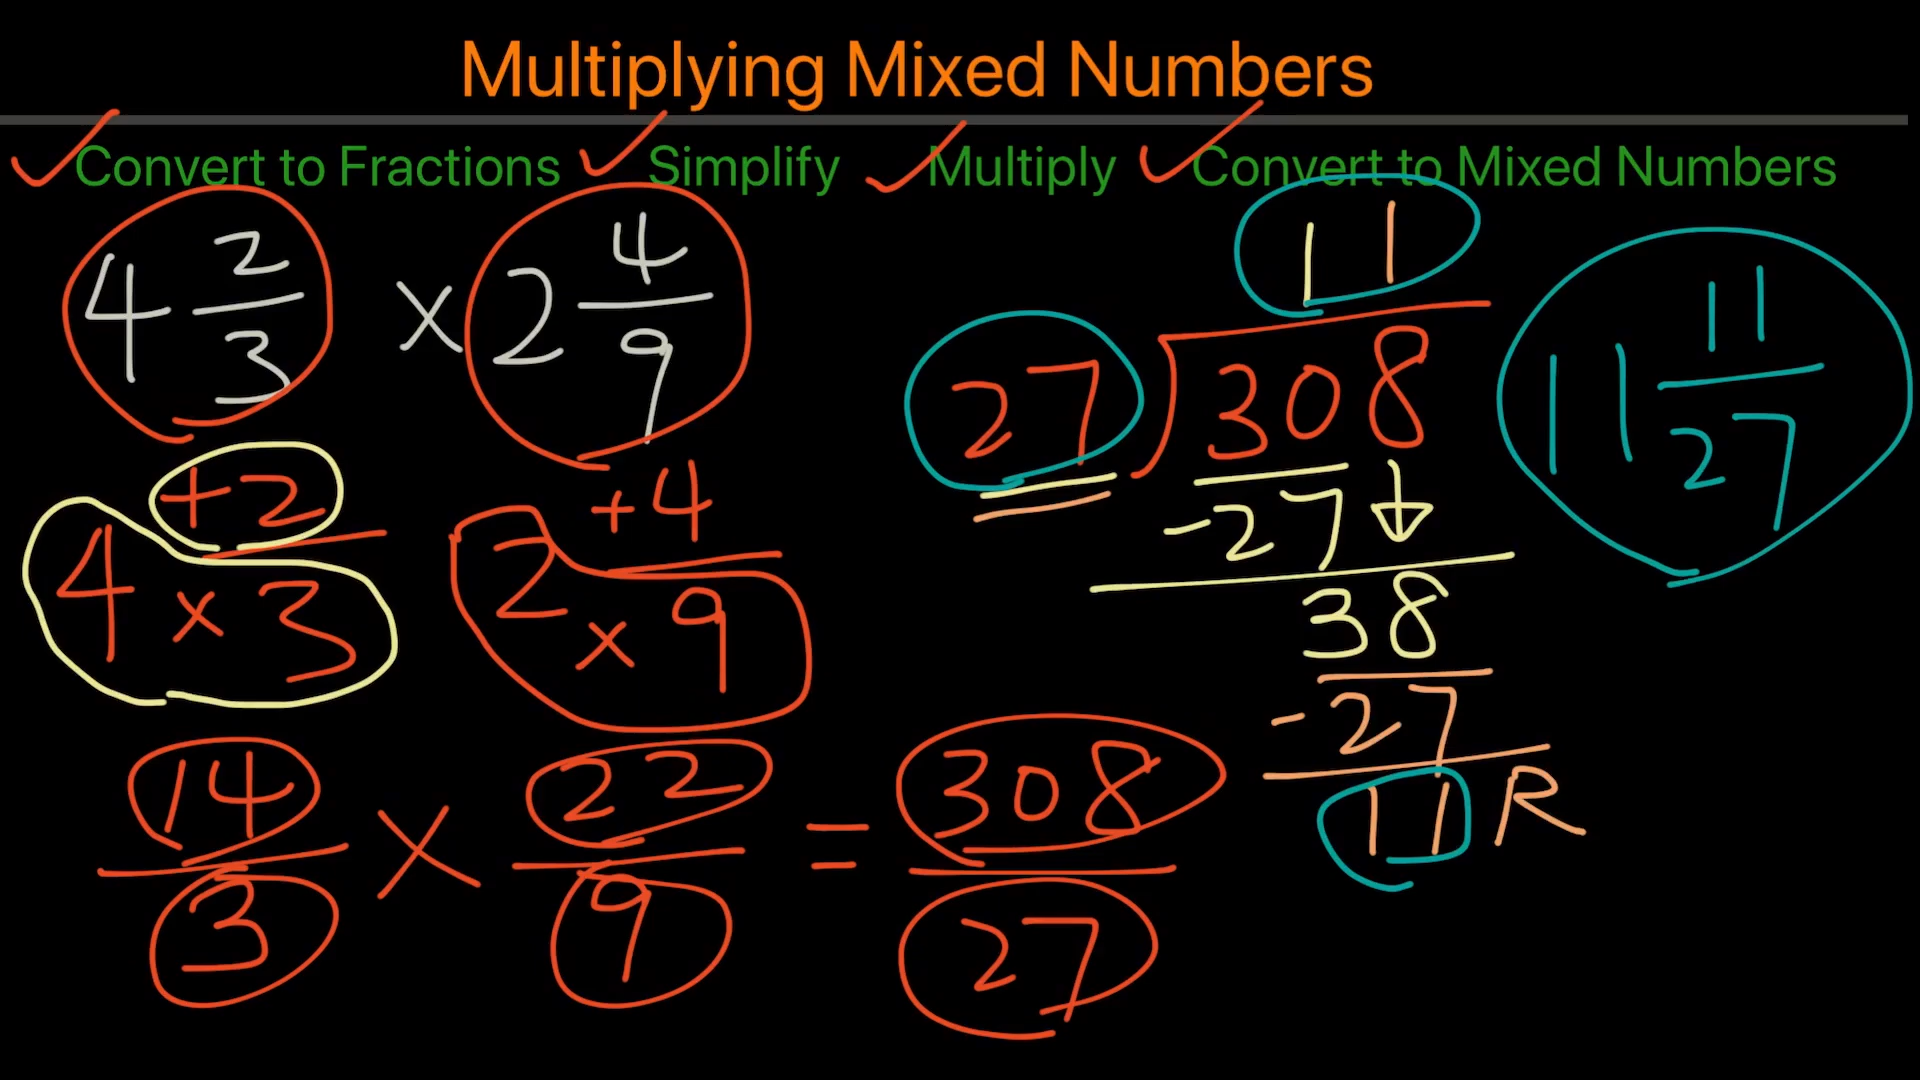 Multiplying Mixed Numbers
Convert to Fractions Simplify Multiply Convert to Mixed Numbers
4 2/3 × 2 4/9
+2
4 × 3
+4
2 × 9
14/3 × 22/9 = 308/27
11
27 308
-27
38
-27
11 R
11 11/27